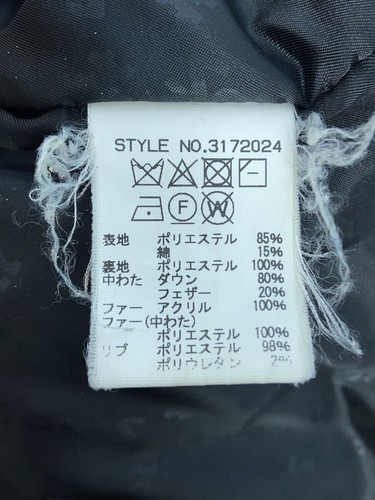 STYLE NO.3172024
F W
表地 ポリエステル 85%
綿 15%
裏地 ポリエステル 100%
中わた ダウン 80%
フェザー 20%
ファー アクリル 100%
ファー(中わた)
ポリエステル 100%
リブ ポリエステル 98%
ポリウレタン 2%